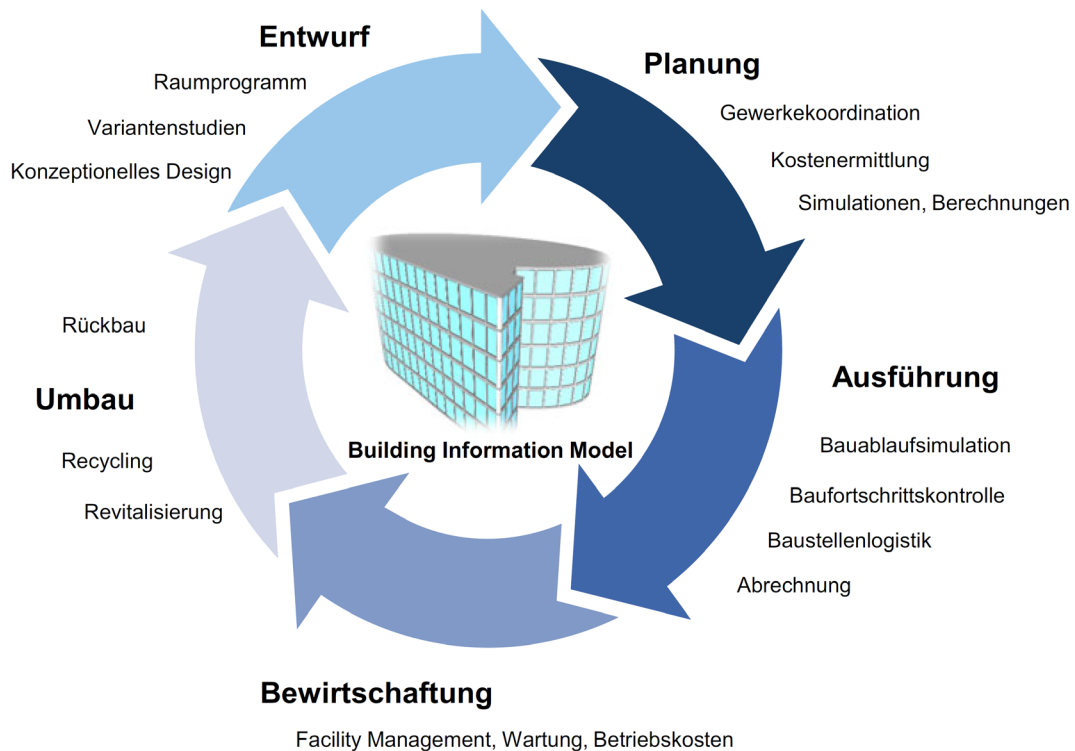 Entwurf
Raumprogramm
Variantenstudien
Konzeptionelles Design
Planung
Gewerkekoordination
Kostenermittlung
Simulationen, Berechnungen
Ausführung
Bauablaufsimulation
Baufortschrittskontrolle
Baustellenlogistik
Abrechnung
Bewirtschaftung
Facility Management, Wartung, Betriebskosten
Rückbau
Umbau
Recycling
Revitalisierung
Building Information Model